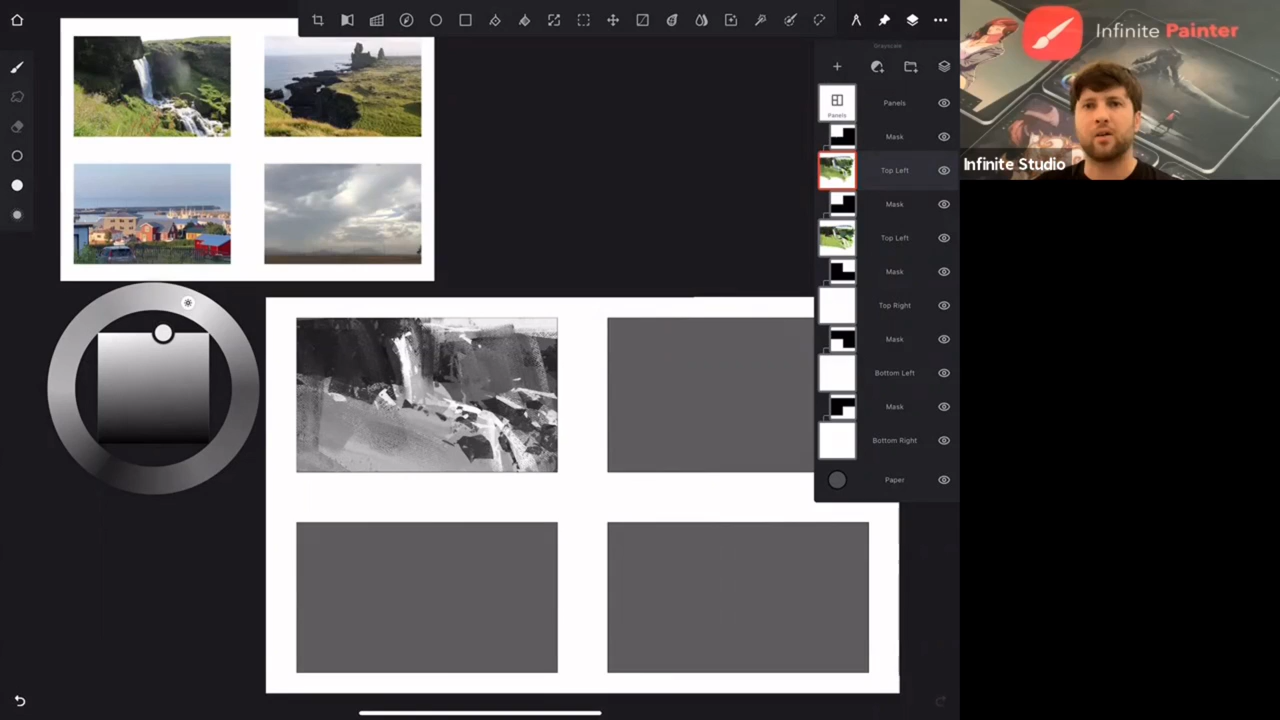 Grayscale
Panels
Panels
Mask
Top Left
Mask
Top Left
Mask
Top Right
Mask
Bottom Left
Mask
Bottom Right
Paper
Infinite Painter
Infinite Studio